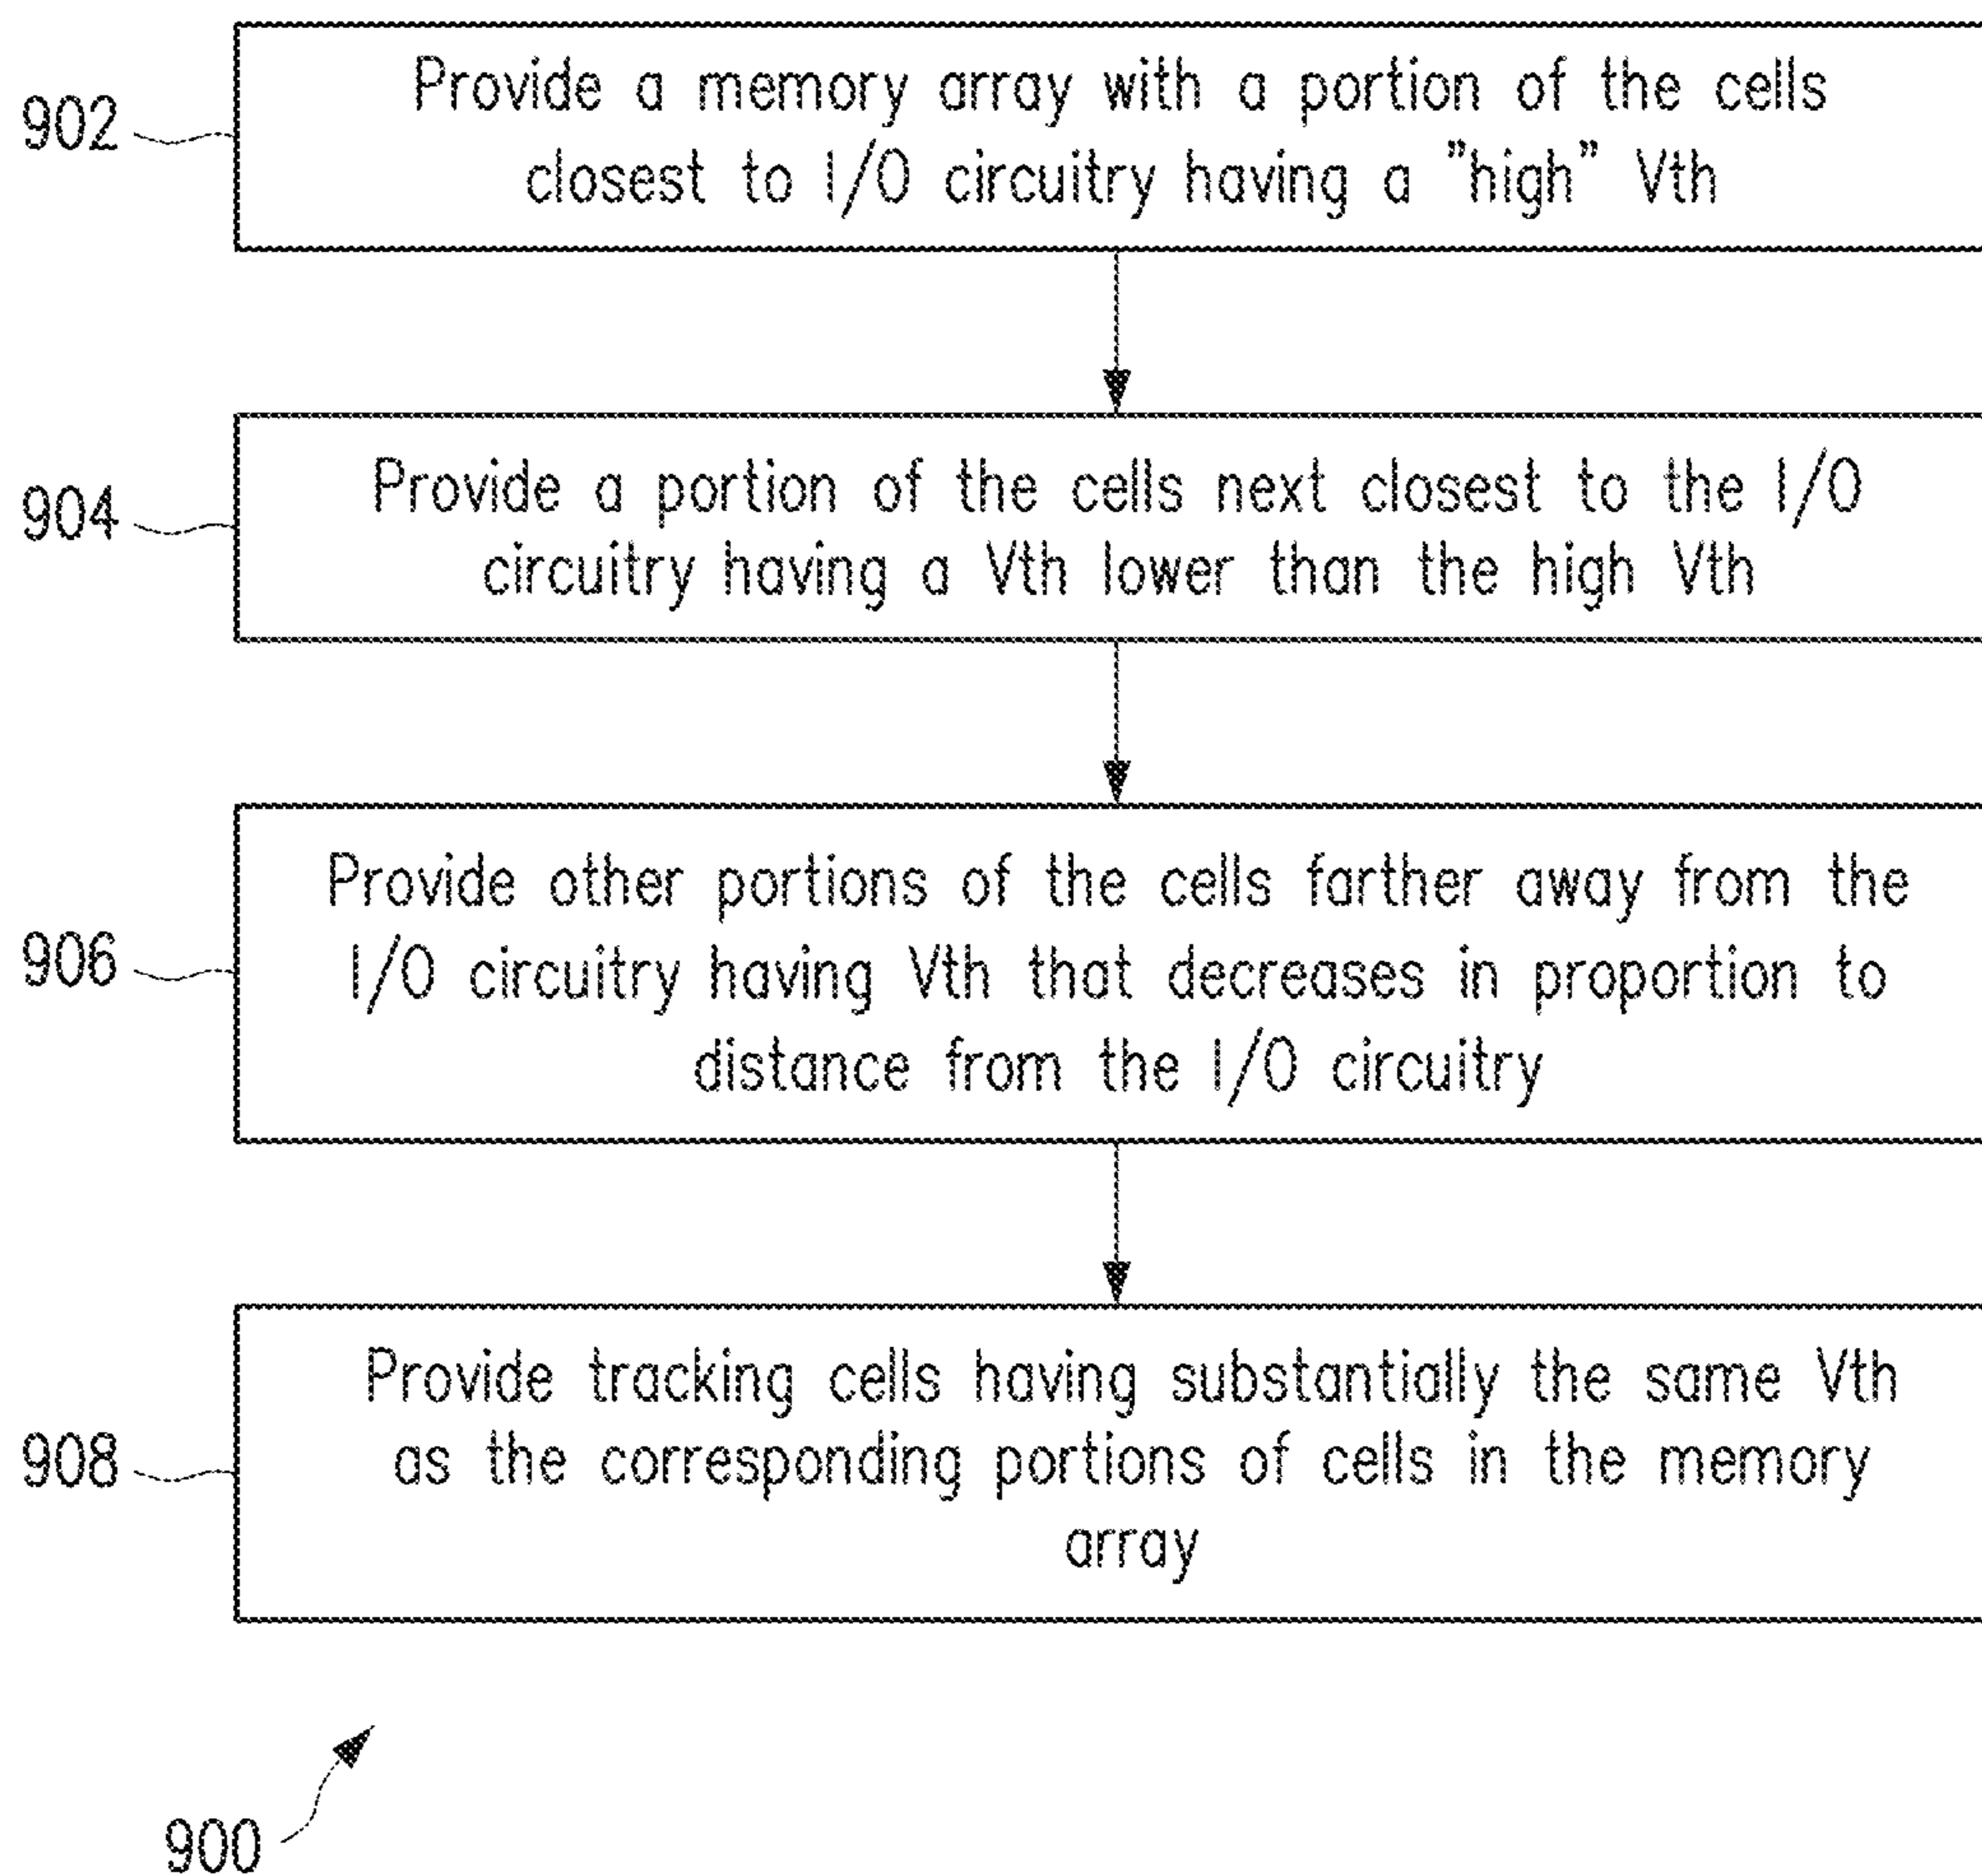 902
Provide a memory array with a portion of the cells
closest to I/O circuitry having a "high" Vth
904
Provide a portion of the cells next closest to the I/O
circuitry having a Vth lower than the high Vth
906
Provide other portions of the cells farther away from the
I/O circuitry having Vth that decreases in proportion to
distance from the I/O circuitry
908
Provide tracking cells having substantially the same Vth
as the corresponding portions of cells in the memory
array
900